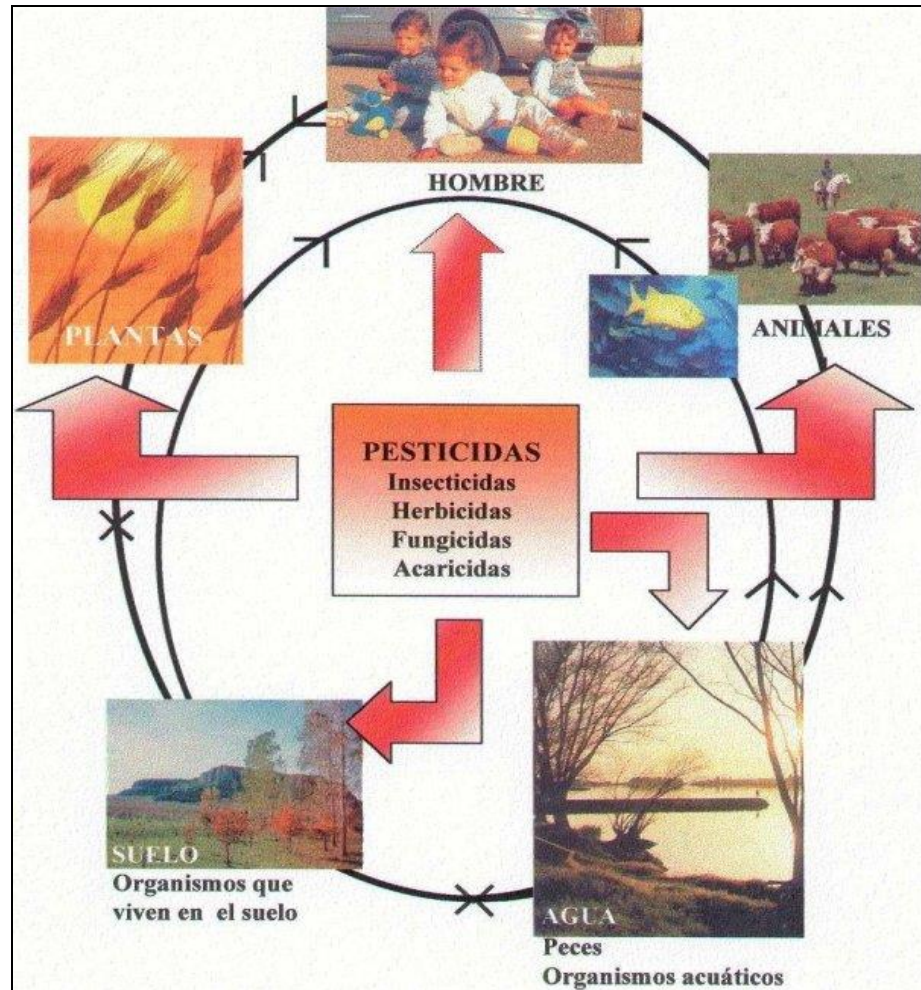 HOMBRE
PLANTAS
ANIMALES
PESTICIDAS
Insecticidas
Herbicidas
Fungicidas
Acaricidas
SUELO
Organismos que
viven en el suelo
AGUA
Peces
Organismos acuáticos